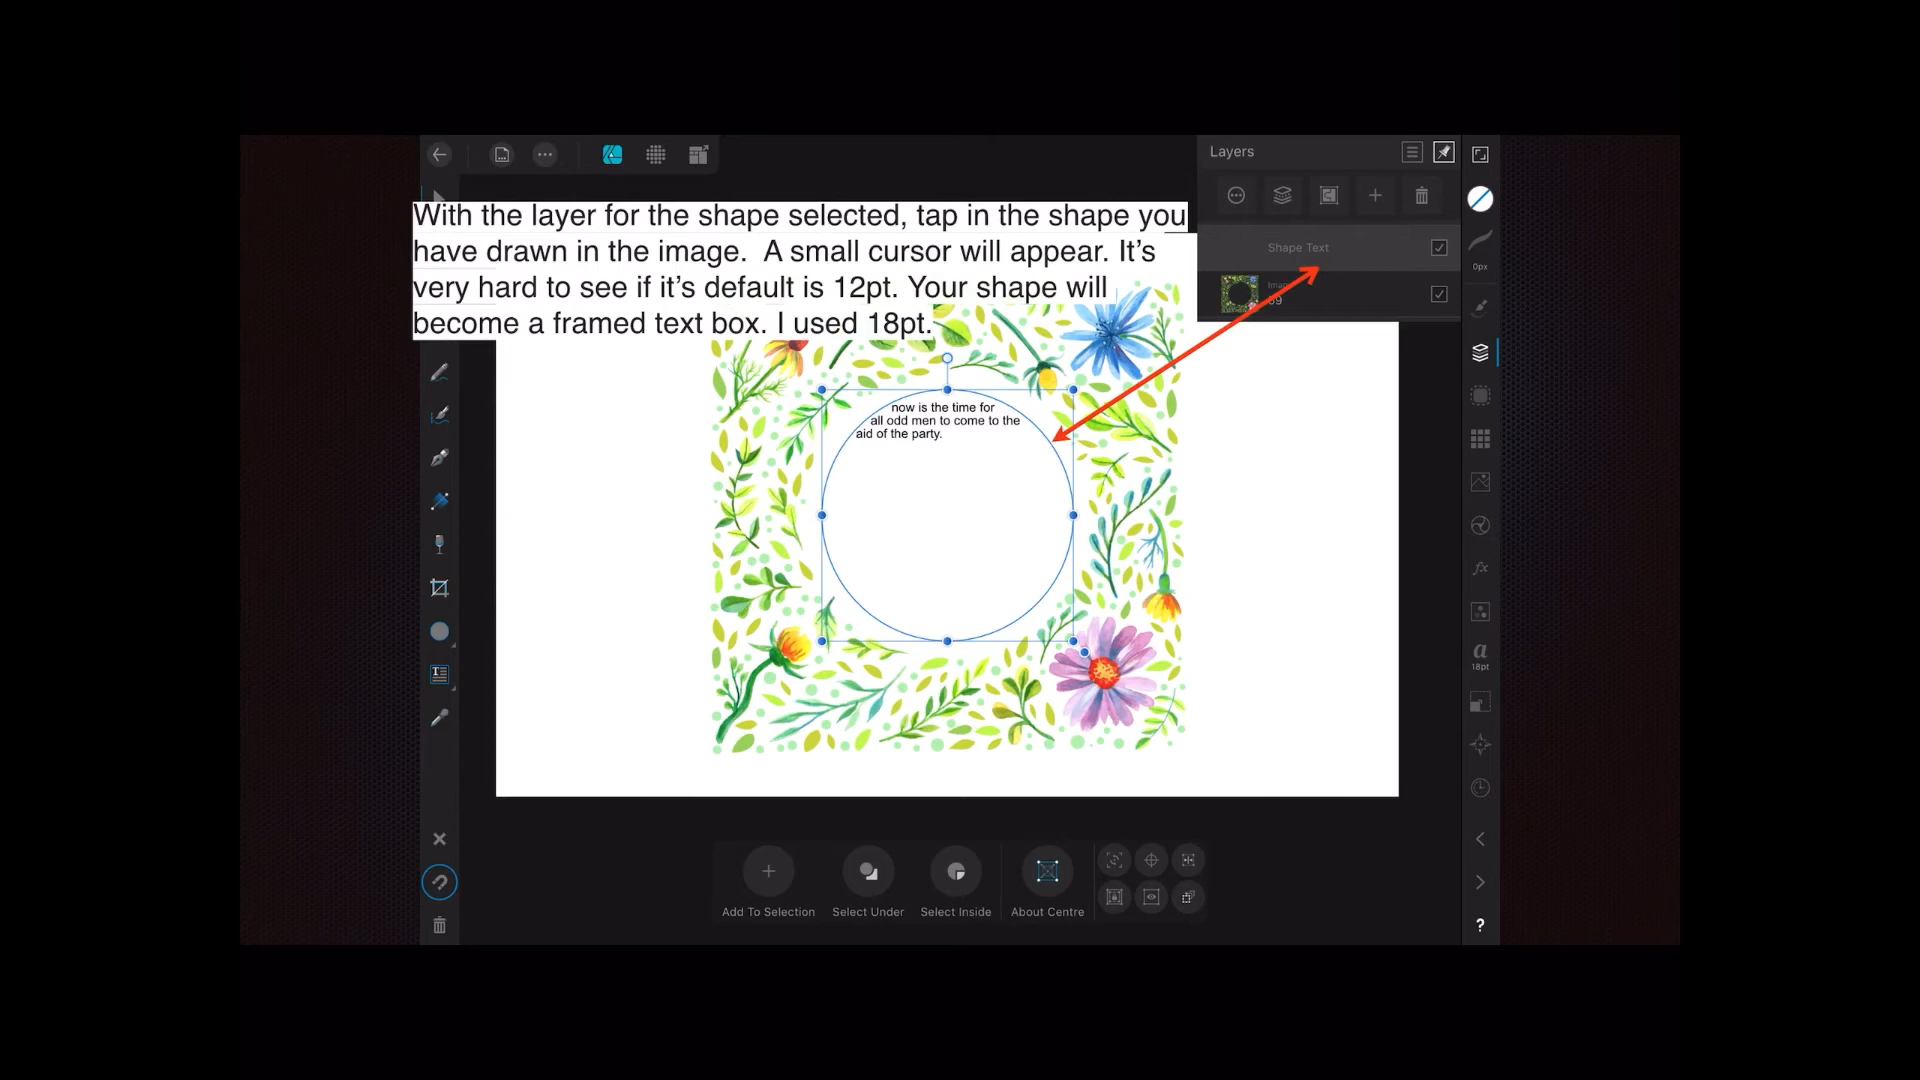 Layers
With the layer for the shape selected, tap in the shape you
have drawn in the image.  A small cursor will appear. It’s
very hard to see if it’s default is 12pt. Your shape will
become a framed text box. I used 18pt.
Shape Text
0px
now is the time for
all odd men to come to the
aid of the party.
fx
a
18pt
Add To Selection
Select Under
Select Inside
About Centre
?